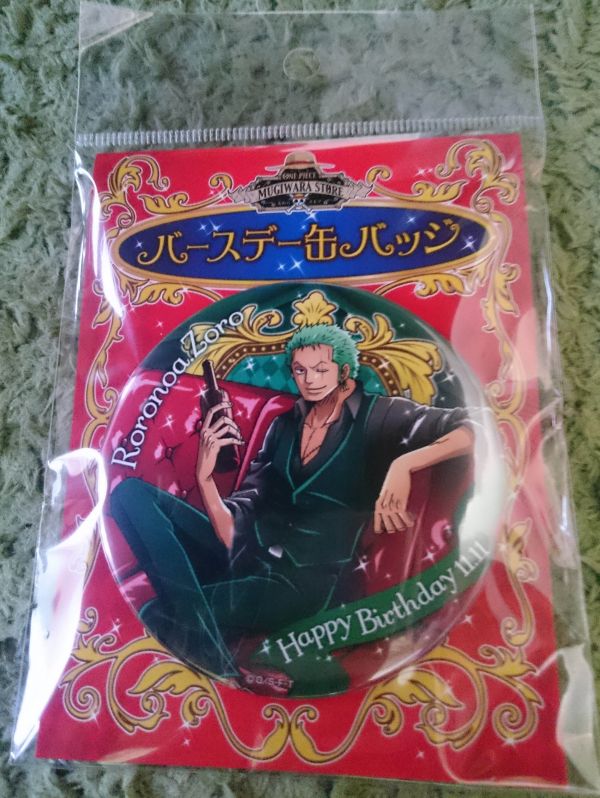 ONE PIECE
MUGIWARA STORE
バースデー缶バッジ
Roronoa.Zoro
Happy Birthday 11.11
©O/S・F・T